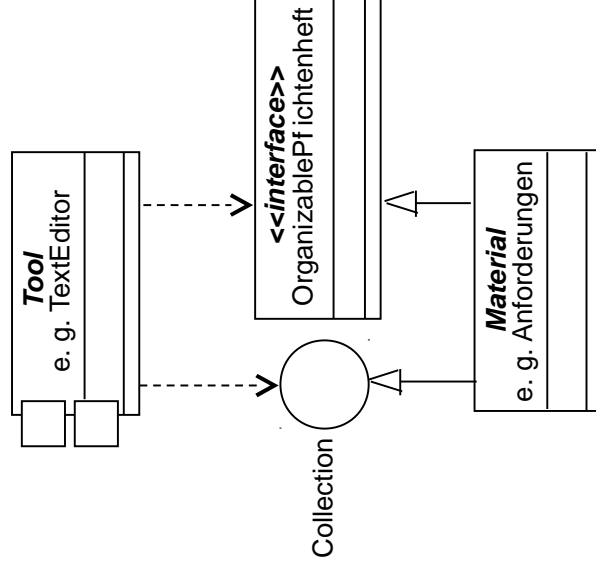 Tool
e. g. TextEditor
<<interface>>
OrganizablePf ichtenheft
Collection
Material
e. g. Anforderungen